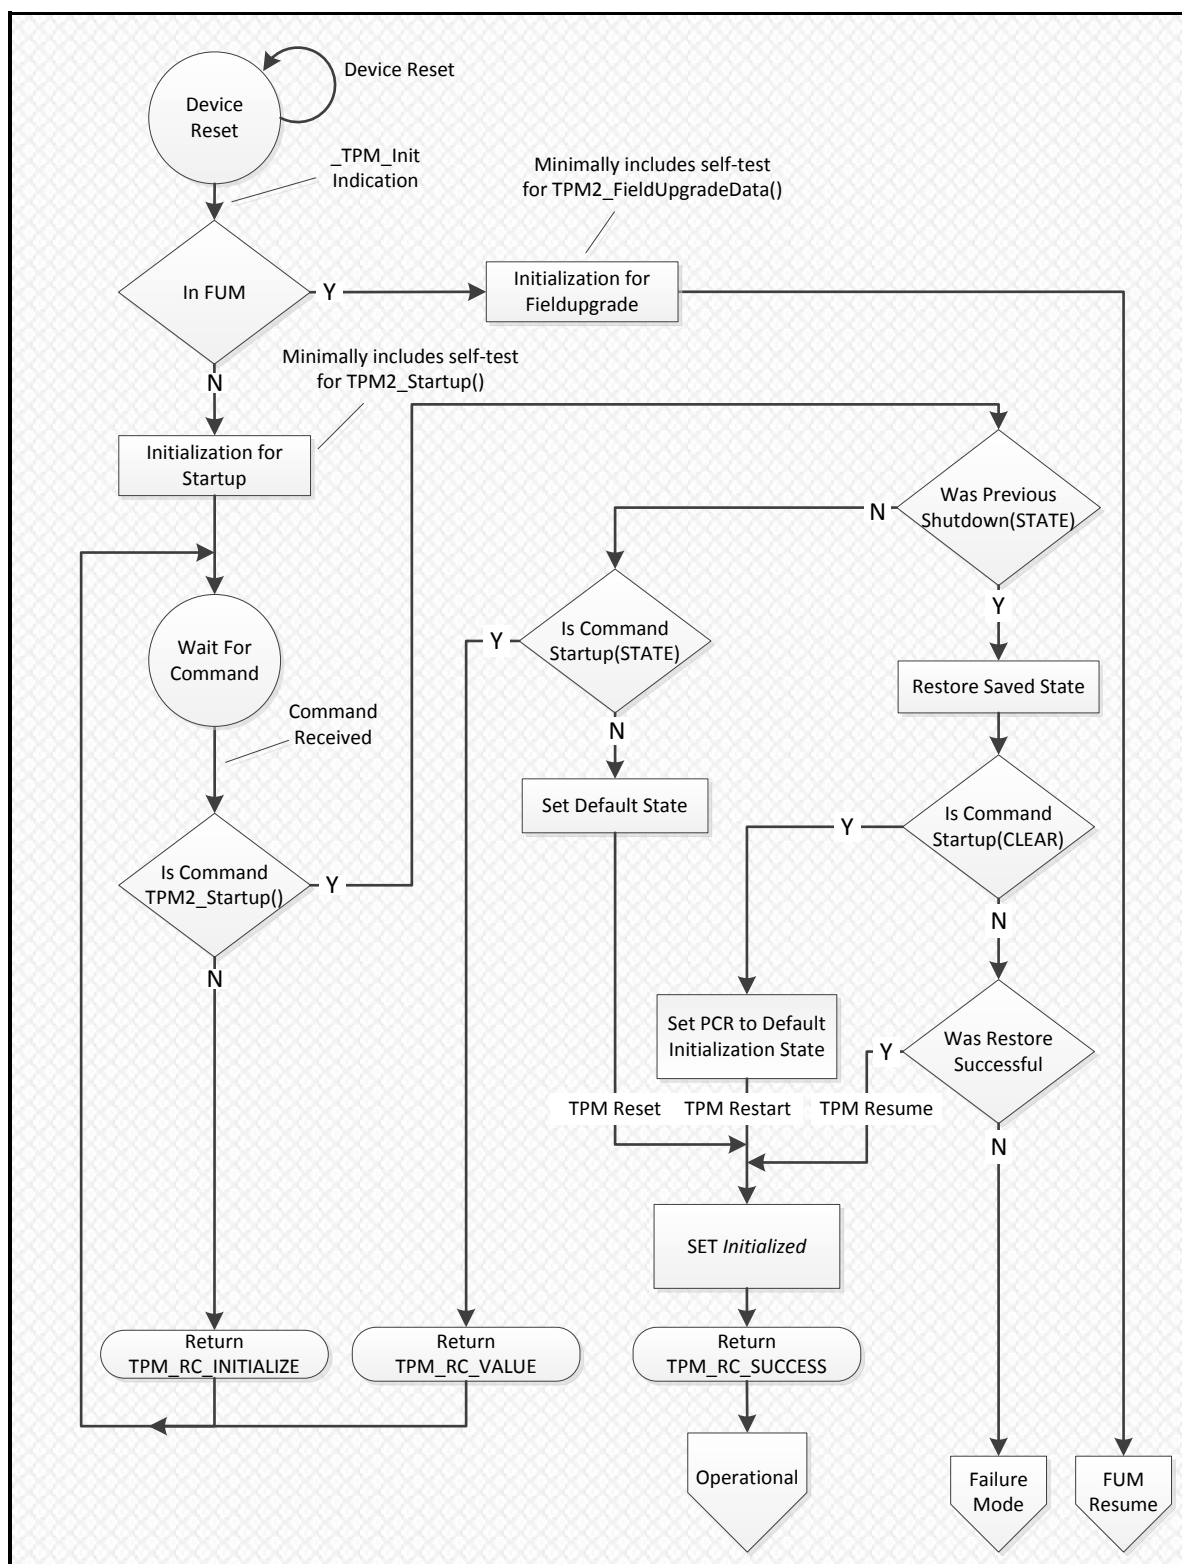 Device Reset
Device
Reset
_TPM_Init
Indication
Minimally includes self-test
for TPM2_FieldUpgradeData()
In FUM
Y
Initialization for
Fieldupgrade
N
Minimally includes self-test
for TPM2_Startup()
Initialization for
Startup
Was Previous
Shutdown(STATE)
N
Y
Is Command
Startup(STATE)
Y
N
Wait For
Command
Restore Saved State
Command
Received
Set Default State
Is Command
Startup(CLEAR)
Y
N
Is Command
TPM2_Startup()
Y
N
Set PCR to Default
Initialization State
Was Restore
Successful
Y
N
TPM Reset
TPM Restart
TPM Resume
SET Initialized
Return
TPM_RC_INITIALIZE
Return
TPM_RC_VALUE
Return
TPM_RC_SUCCESS
Operational
Failure
Mode
FUM
Resume